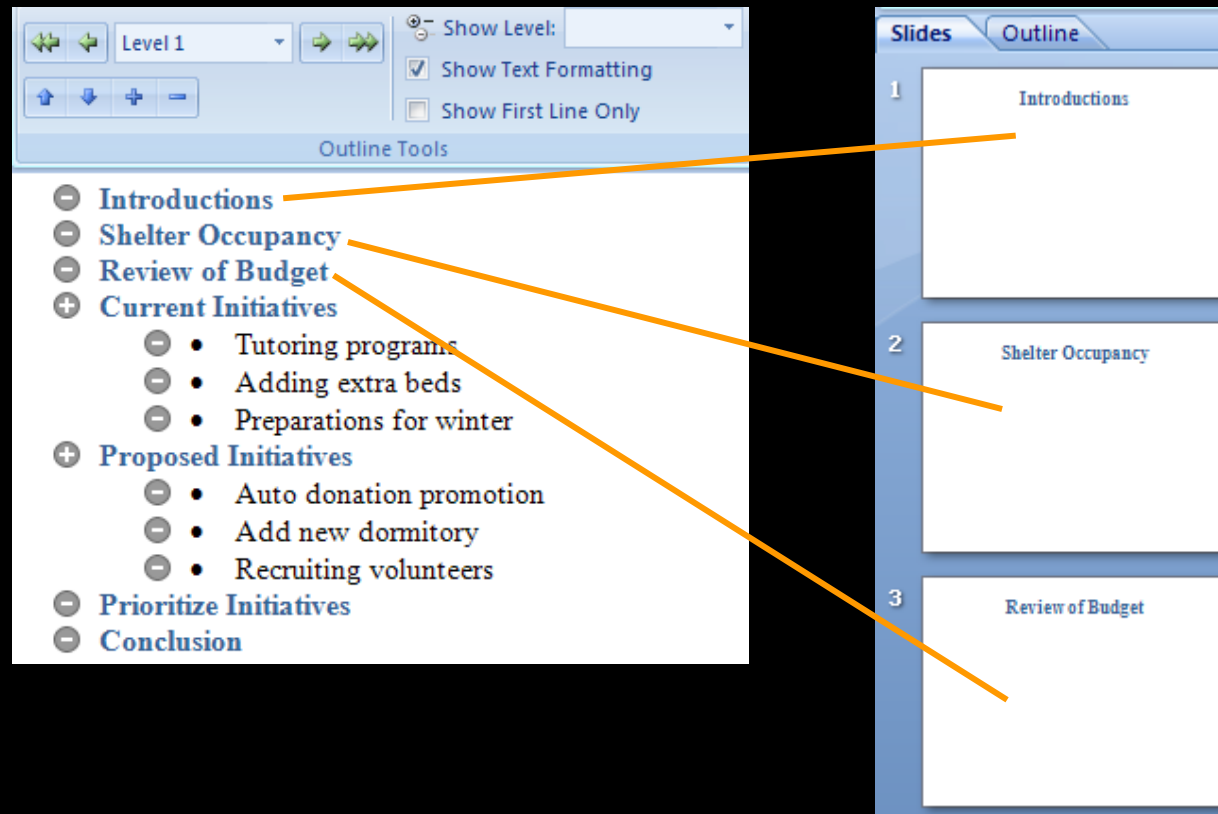 Level 1
Show Level:
Show Text Formatting
Show First Line Only
Outline Tools
Introductions
Shelter Occupancy
Review of Budget
Current Initiatives
• Tutoring programs
• Adding extra beds
• Preparations for winter
Proposed Initiatives
• Auto donation promotion
• Add new dormitory
• Recruiting volunteers
Prioritize Initiatives
Conclusion
Slides Outline
1
Introductions
2
Shelter Occupancy
3
Review of Budget